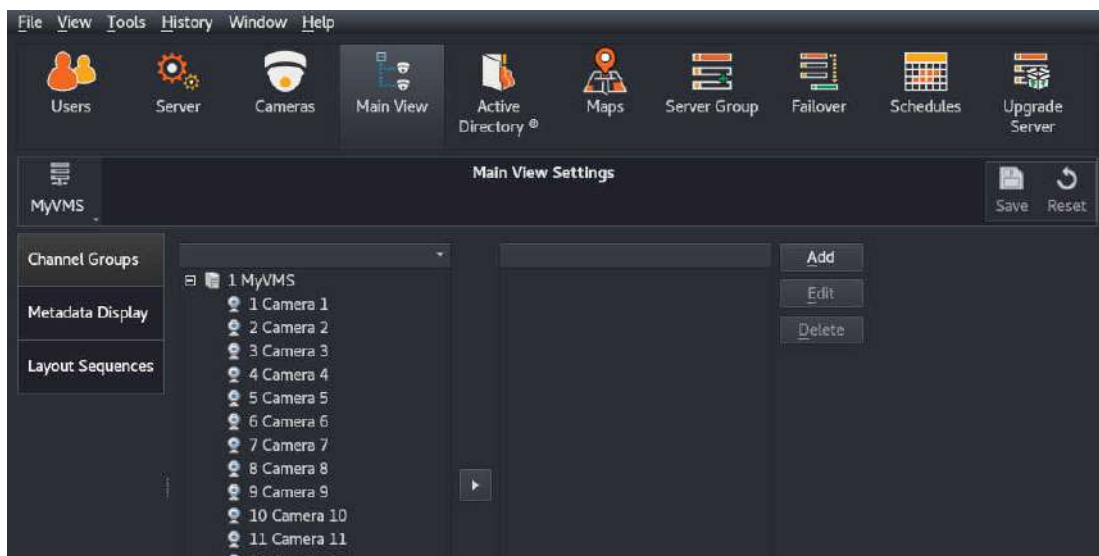 File View Tools History Window Help
Users Server Cameras Main View Active Directory ® Maps Server Group Failover Schedules Upgrade Server
Main View Settings
MyVMS Save Reset
Channel Groups
Metadata Display
Layout Sequences
1 MyVMS
1 Camera 1
2 Camera 2
3 Camera 3
4 Camera 4
5 Camera 5
6 Camera 6
7 Camera 7
8 Camera 8
9 Camera 9
10 Camera 10
11 Camera 11
Add
Edit
Delete